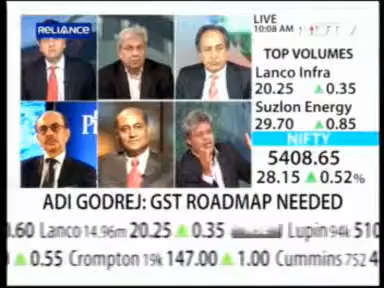 RELIANCE
LIVE
10:08 AM
TOP VOLUMES
Lanco Infra
20.25 ▲ 0.35
Suzlon Energy
29.70 ▲ 0.85
NIFTY
5408.65
28.15 ▲ 0.52%
ADI GODREJ: GST ROADMAP NEEDED
.60 Lanco 14.96m 20.25 ▲ 0.35 Lupin 94k 510
▲ 0.55 Crompton 19k 147.00 ▲ 1.00 Cummins 752 4